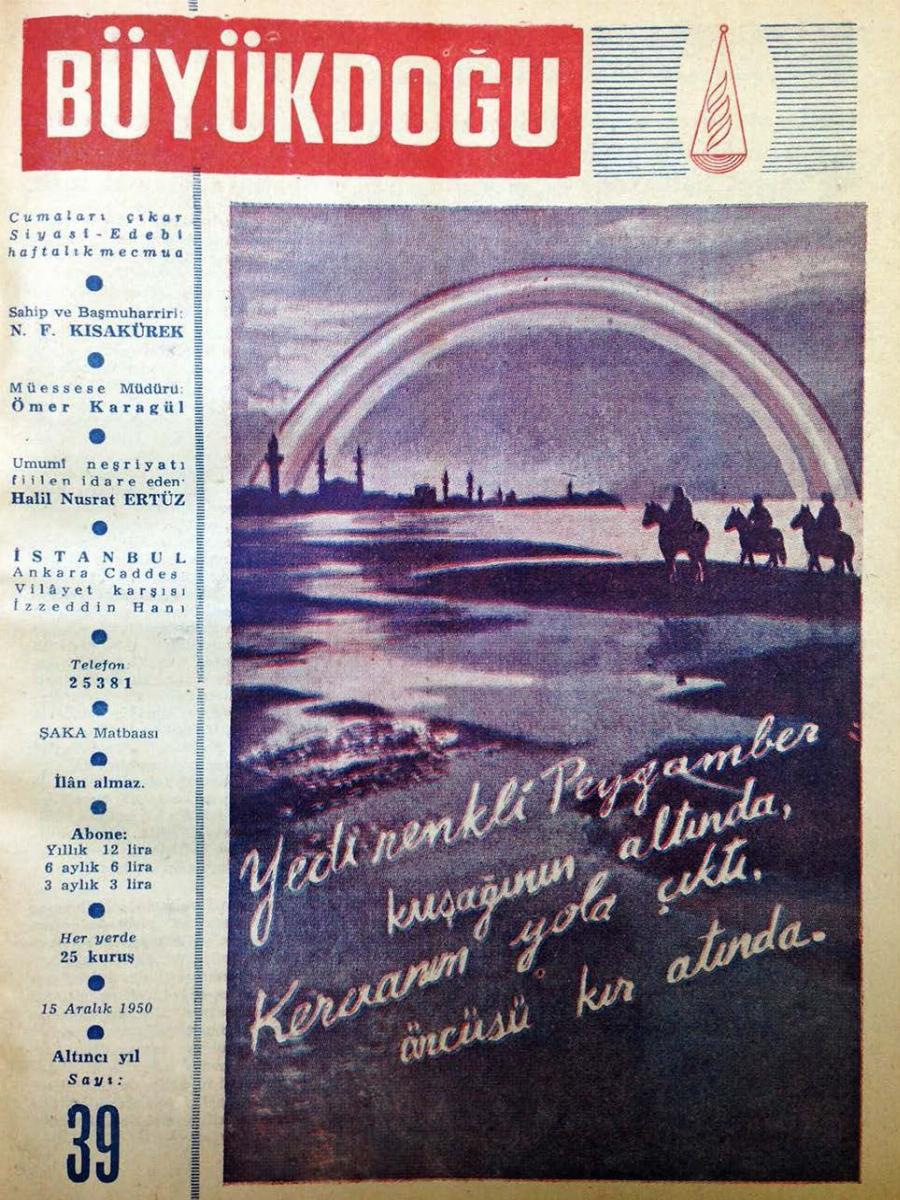 BÜYÜKDOĞU
Cumaları çıkar
Siyasî - Edebî
haftalık mecmua
Sahip ve Başmuharriri:
N. F. KISAKÜREK
Müessese Müdürü:
Ömer Karagül
Umumî neşriyatı
fiilen idare eden
Halil Nusrat ERTÜZ
İSTANBUL
Ankara Caddes
Vilâyet karşısı
İzzeddin Hanı
Telefon
25381
ŞAKA Matbaası
İlân almaz.
Abone:
Yıllık 12 lira
6 aylık 6 lira
3 aylık 3 lira
Her yerde
25 kuruş
15 Aralık 1950
Altıncı yıl
Sayı:
39
Yedi renkli Peygamber
kuşağının altında,
Kervanım yola çıktı.
öncüsü kır atında.